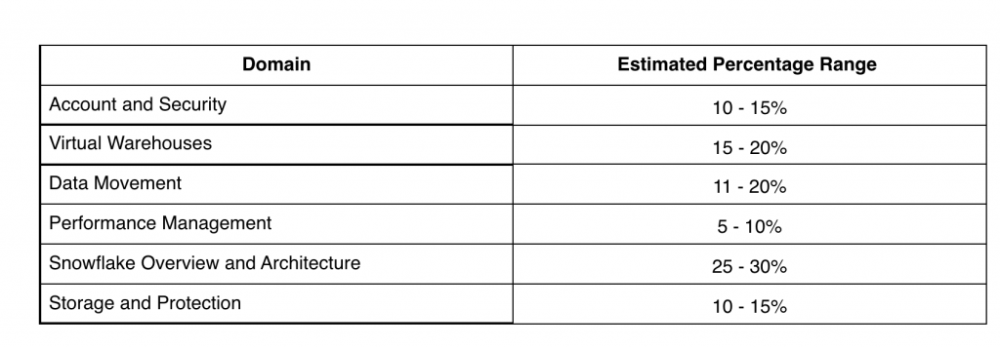 Domain Estimated Percentage Range
Account and Security 10 - 15%
Virtual Warehouses 15 - 20%
Data Movement 11 - 20%
Performance Management 5 - 10%
Snowflake Overview and Architecture 25 - 30%
Storage and Protection 10 - 15%